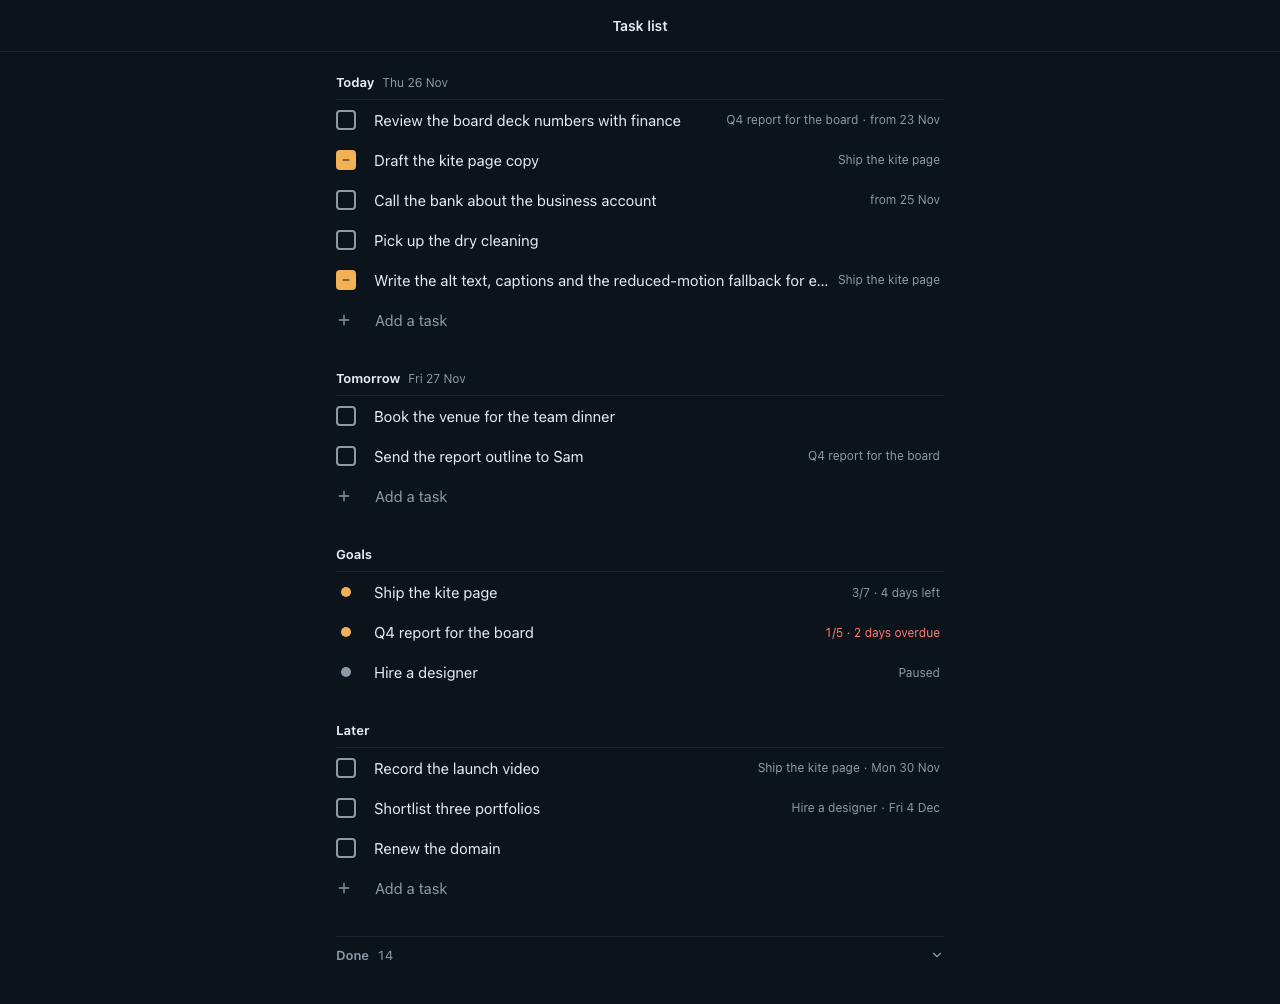 Task list
Today Thu 26 Nov
Review the board deck numbers with finance Q4 report for the board · from 23 Nov
Draft the kite page copy Ship the kite page
Call the bank about the business account from 25 Nov
Pick up the dry cleaning
Write the alt text, captions and the reduced-motion fallback for e... Ship the kite page
Add a task
Tomorrow Fri 27 Nov
Book the venue for the team dinner
Send the report outline to Sam Q4 report for the board
Add a task
Goals
Ship the kite page 3/7 · 4 days left
Q4 report for the board 1/5 · 2 days overdue
Hire a designer Paused
Later
Record the launch video Ship the kite page · Mon 30 Nov
Shortlist three portfolios Hire a designer · Fri 4 Dec
Renew the domain
Add a task
Done 14